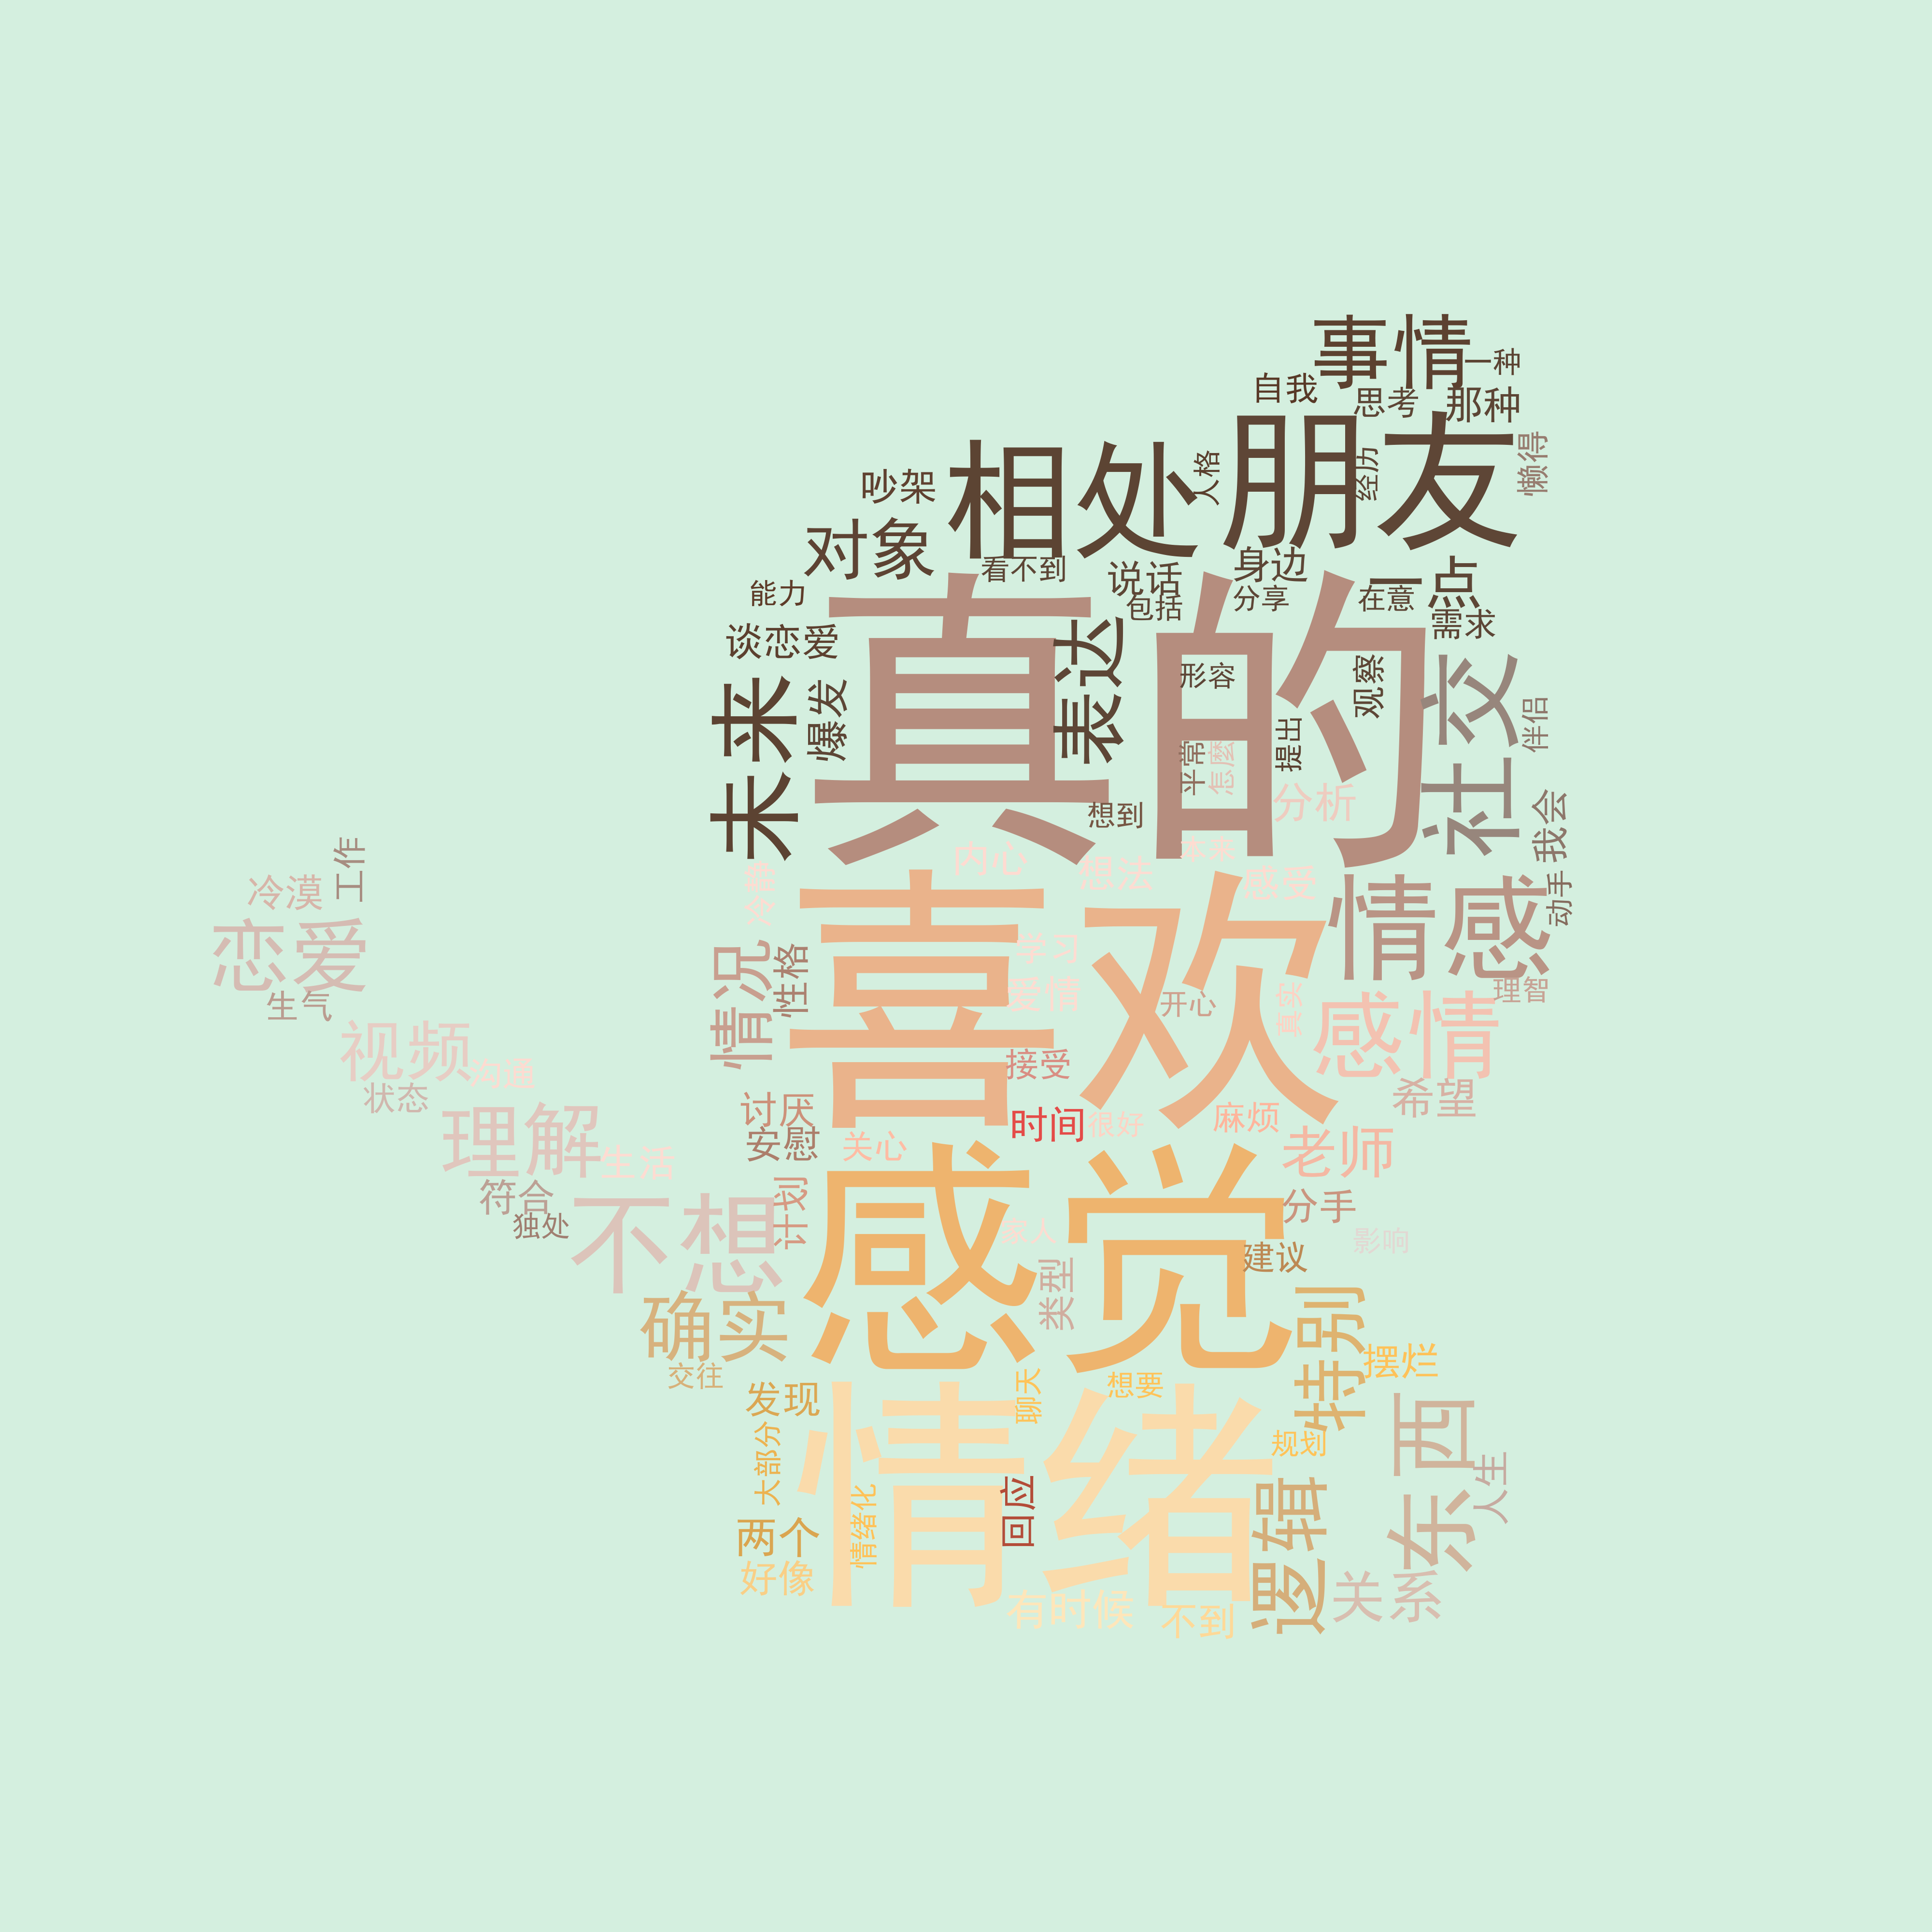 事情
一种
自我
思考
那种
朋友
相处
人格
经历
懒得
吵架
对象
看不到
说话
身边
一点
能力
包括
分享
在意
需求
谈恋爱
真的
表达
形容
观察
社交
伴侣
未来
爆发
平常
怎麼
提出
分析
想到
我会
工作
冷漠
恋爱
生气
冷静
内心
想法
本来
感受
情感
动手
喜欢
学习
爱情
开心
真实
理智
情况
性格
感情
视频
沟通
状态
接受
希望
理解
生活
讨厌
安慰
关心
时间
很好
麻烦
老师
符合
独处
不想
计划
感觉
家人
分手
影响
建议
类型
确实
交往
特别
摆烂
发现
聊天
想要
大部分
情绪
规划
东西
人生
两个
情绪化
回应
逻辑
好像
有时候
不到
关系